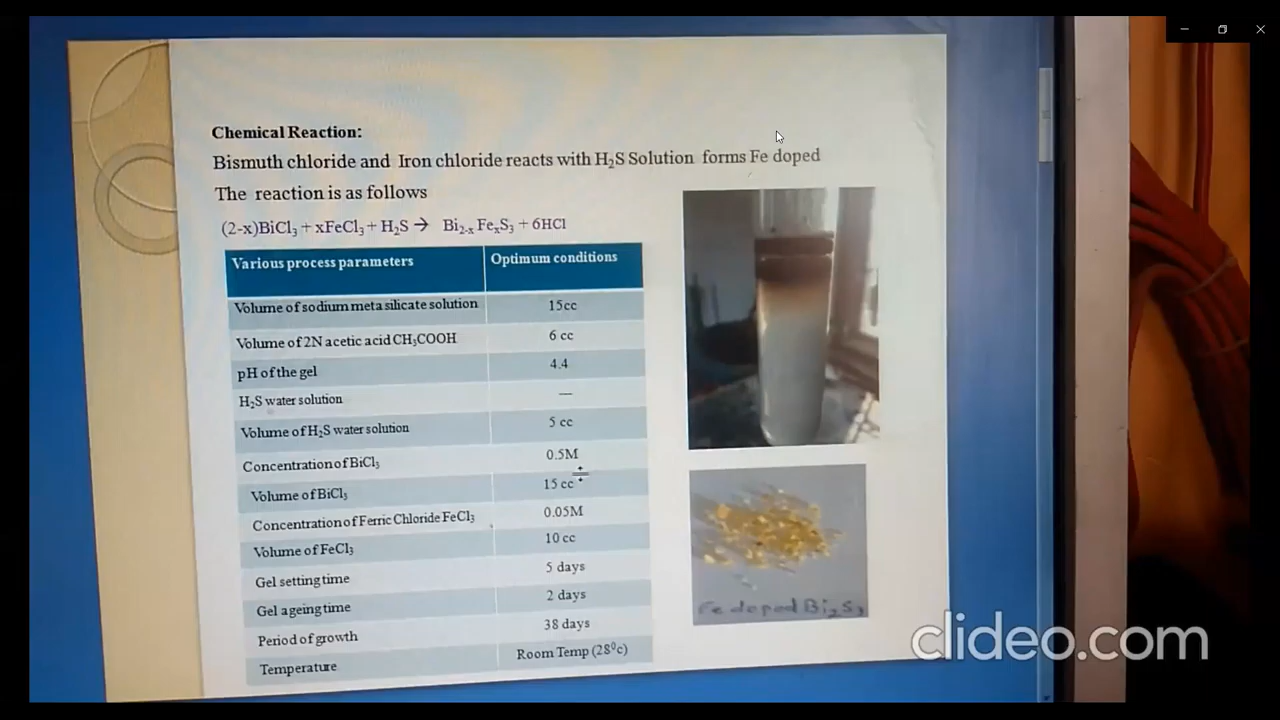 Chemical Reaction:
Bismuth chloride and Iron chloride reacts with H₂S Solution forms Fe doped
The reaction is as follows
(2-x)BiCl₃ + xFeCl₃ + H₂S → Bi₂₋ₓ FeₓS₃ + 6HCl
Various process parameters Optimum conditions
Volume of sodium meta silicate solution 15cc
Volume of 2N acetic acid CH₃COOH 6 cc
pH of the gel 4.4
H₂S water solution —
Volume of H₂S water solution 5 cc
Concentration of BiCl₃ 0.5M
Volume of BiCl₃ 15 cc
Concentration of Ferric Chloride FeCl₃ 0.05M
Volume of FeCl₃ 10 cc
Gel setting time 5 days
Gel ageing time 2 days
Period of growth 38 days
Temperature Room Temp (28⁰c)
Fe doped Bi₂S₃
clideo.com